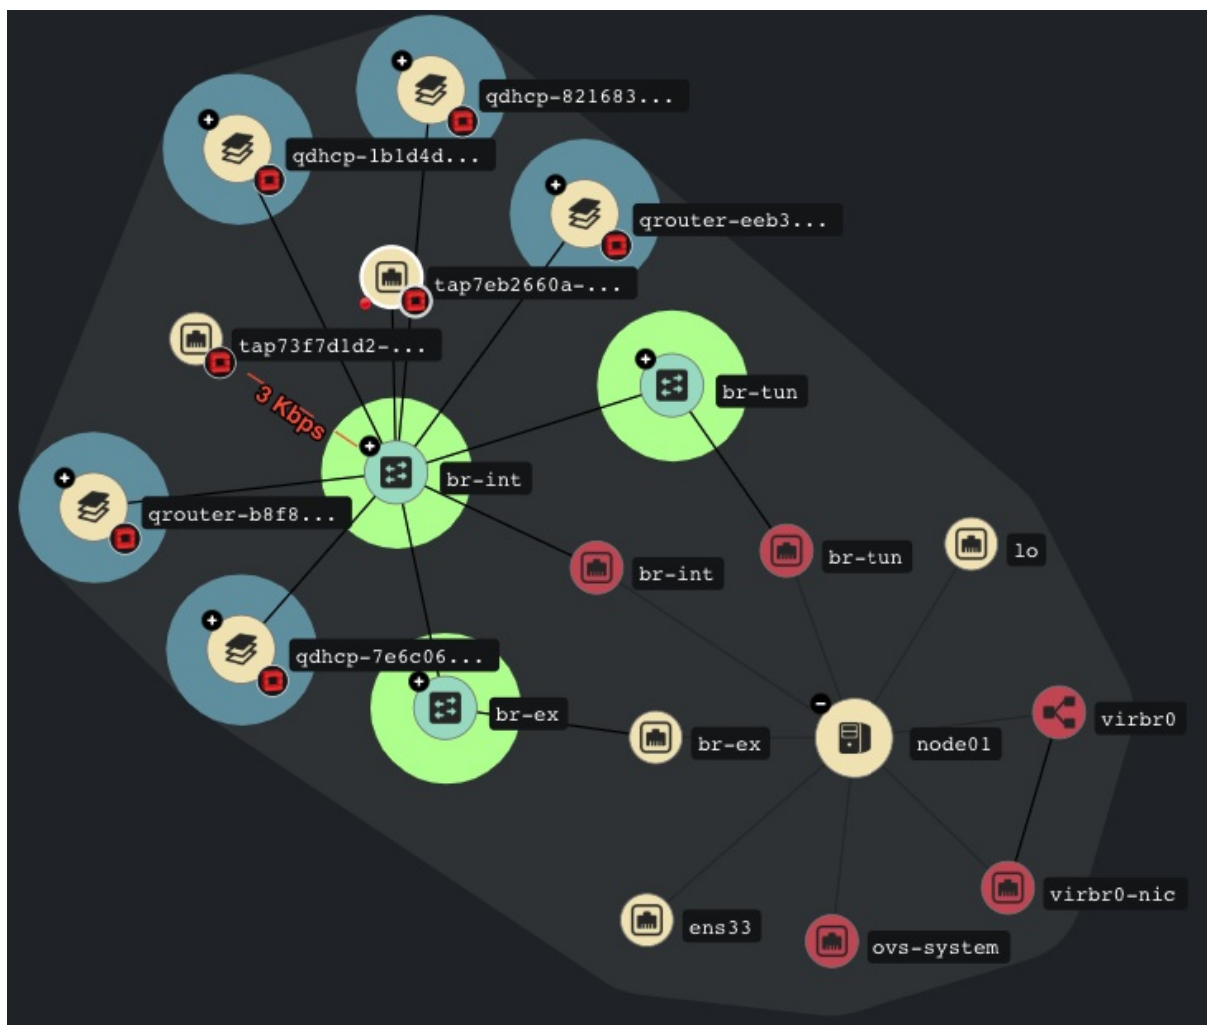 qdhcp-821683...
qdhcp-1b1d4d...
qrouter-eeb3...
tap7eb2660a-...
tap73f7d1d2-...
br-tun
3 Kbps
br-int
qrouter-b8f8...
br-int
br-tun
lo
qdhcp-7e6c06...
br-ex
br-ex
node01
virbr0
virbr0-nic
ens33
ovs-system